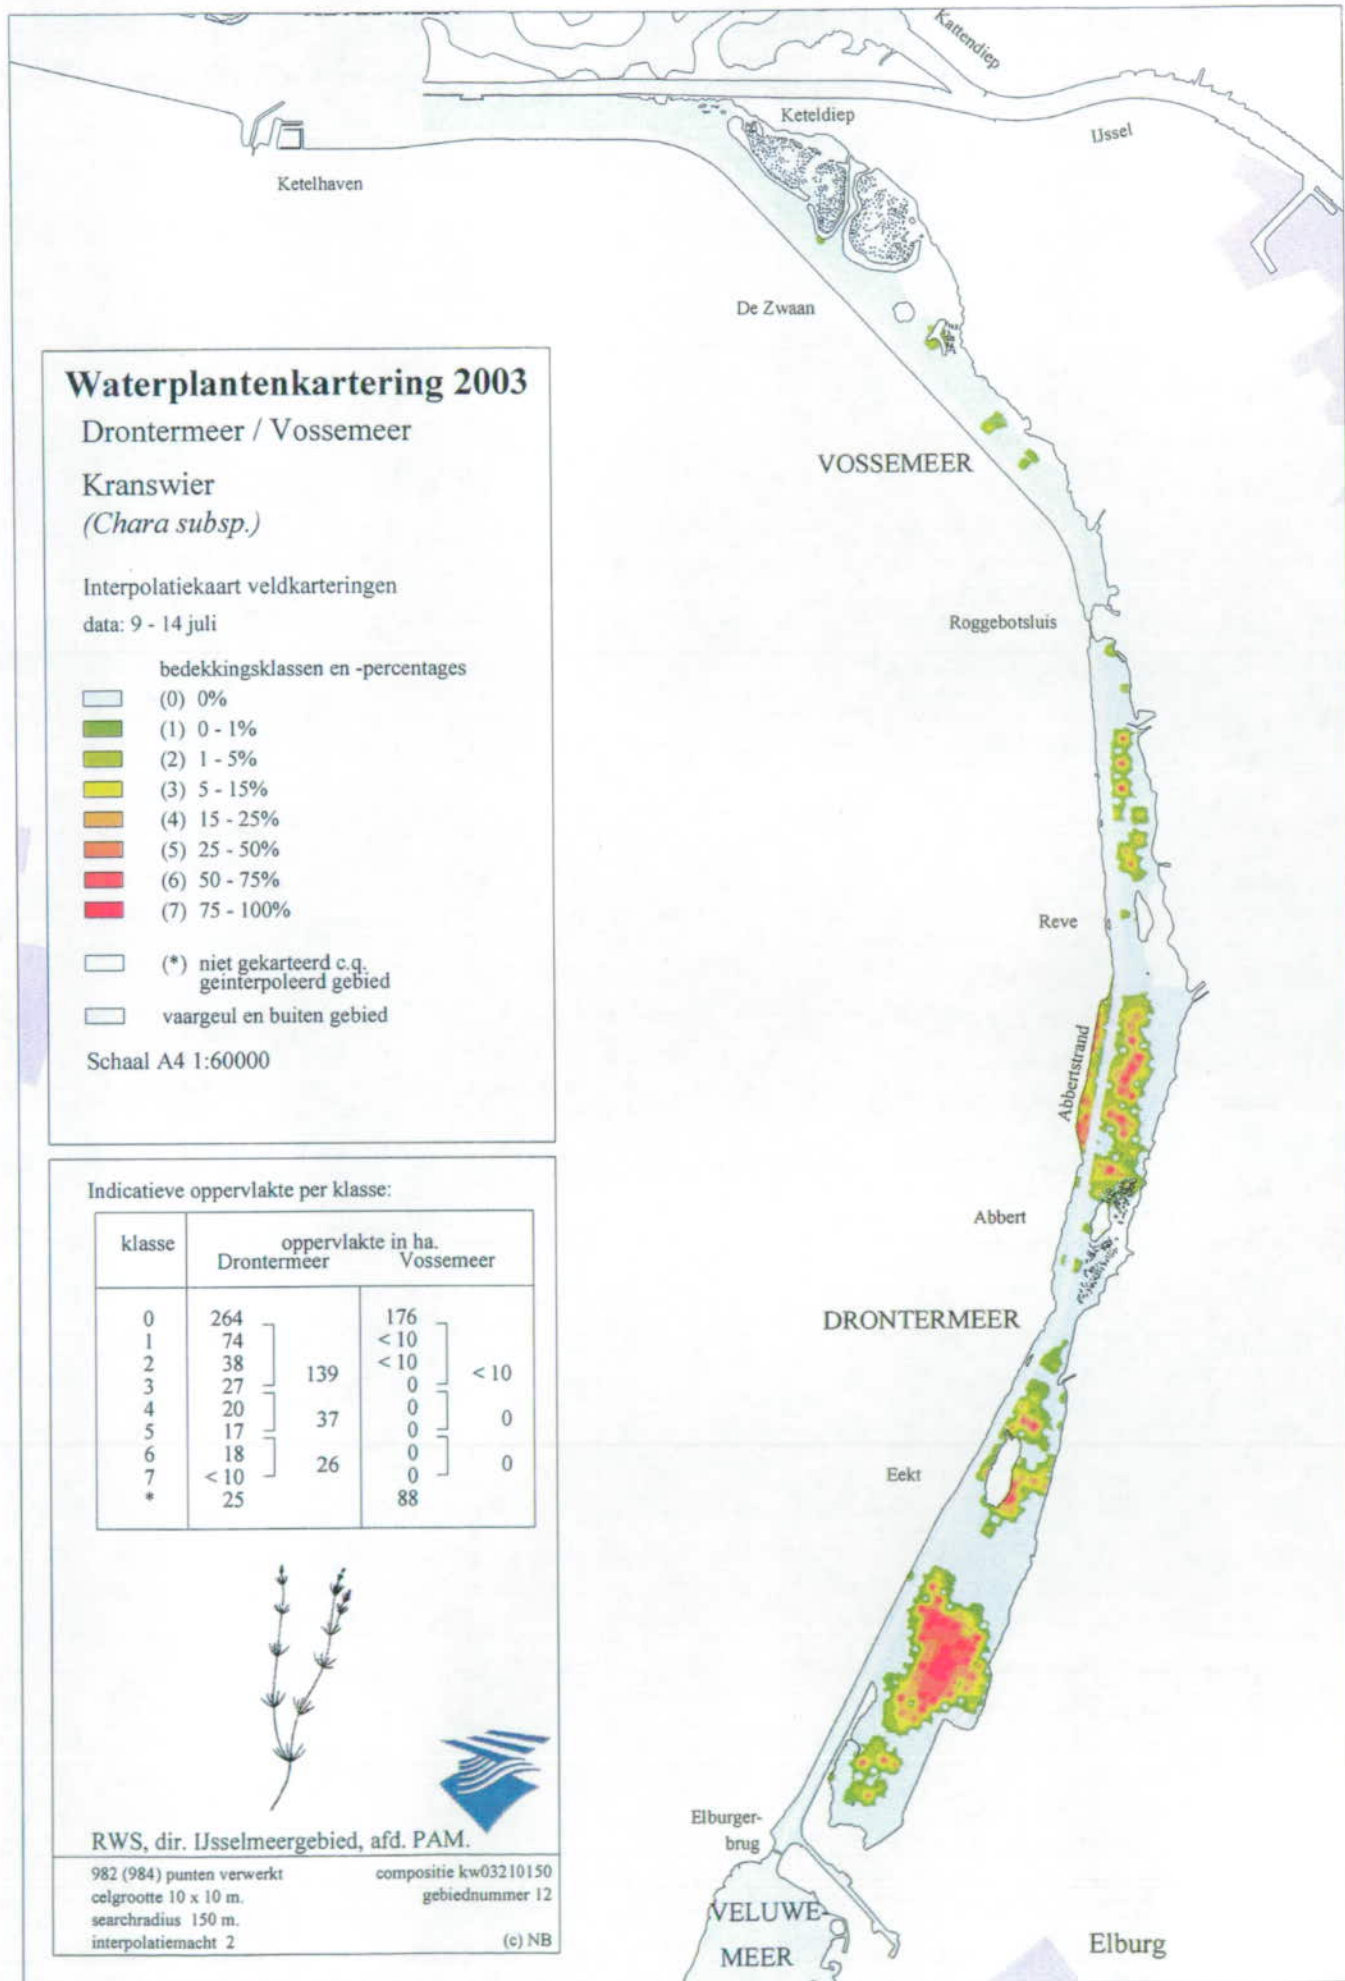 Kattendiep
Keteldiep
IJssel
Ketelhaven
De Zwaan
VOSSEMEER
Roggebotsluis
Reve
Abbertstrand
Abbert
DRONTERMEER
Eekt
Elburger-
brug
VELUWE-
MEER
Elburg
Waterplantenkartering 2003
Drontermeer / Vossemeer
Kranswier
(Chara subsp.)
Interpolatiekaart veldkarteringen
data: 9 - 14 juli
bedekkingsklassen en -percentages
(0) 0%
(1) 0 - 1%
(2) 1 - 5%
(3) 5 - 15%
(4) 15 - 25%
(5) 25 - 50%
(6) 50 - 75%
(7) 75 - 100%
(*) niet gekarteerd c.q.
geinterpoleerd gebied
vaargeul en buiten gebied
Schaal A4 1:60000
Indicatieve oppervlakte per klasse:
klasse oppervlakte in ha.
Drontermeer Vossemeer
0 264 176
1 74 < 10
2 38 139 < 10 < 10
3 27 0
4 20 37 0 0
5 17 0
6 18 26 0 0
7 < 10 0
* 25 88
RWS, dir. IJsselmeergebied, afd. PAM.
982 (984) punten verwerkt compositie kw03210150
celgrootte 10 x 10 m. gebiednummer 12
searchradius 150 m.
interpolatiemacht 2 (c) NB